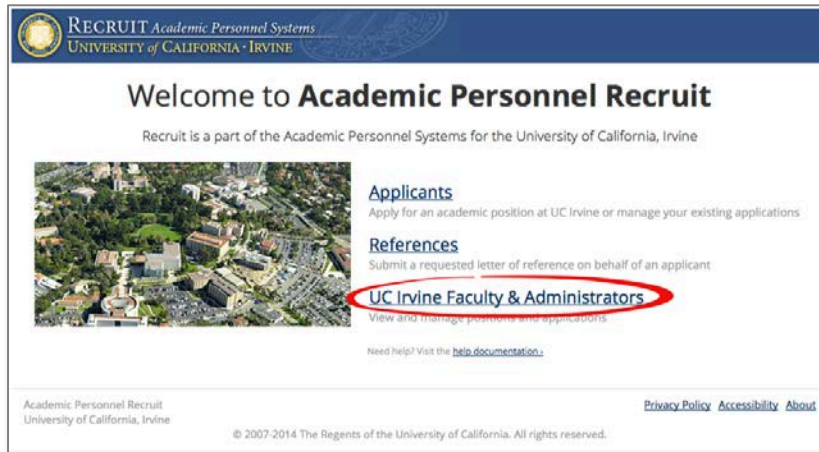 RECRUIT Academic Personnel Systems
UNIVERSITY of CALIFORNIA · IRVINE
Welcome to Academic Personnel Recruit
Recruit is a part of the Academic Personnel Systems for the University of California, Irvine
Applicants
Apply for an academic position at UC Irvine or manage your existing applications
References
Submit a requested letter of reference on behalf of an applicant
UC Irvine Faculty & Administrators
View and manage positions and applications
Need help? Visit the help documentation ›
Academic Personnel Recruit
University of California, Irvine
Privacy Policy Accessibility About
© 2007-2014 The Regents of the University of California. All rights reserved.